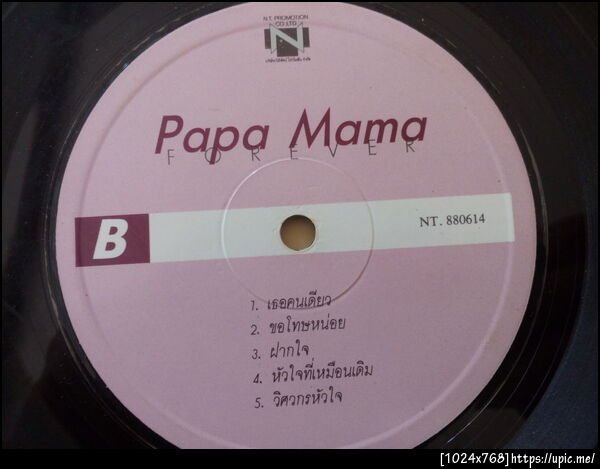 N.T. PROMOTION
CO.LTD.
N
Papa Mama
FOREVER
B
NT. 880614
1. เธอคนเดียว
2. ขอโทษหน่อย
3. ฝากใจ
4. หัวใจที่เหมือนเดิม
5. วิศวกรหัวใจ
[1024x768]https://upic.me/